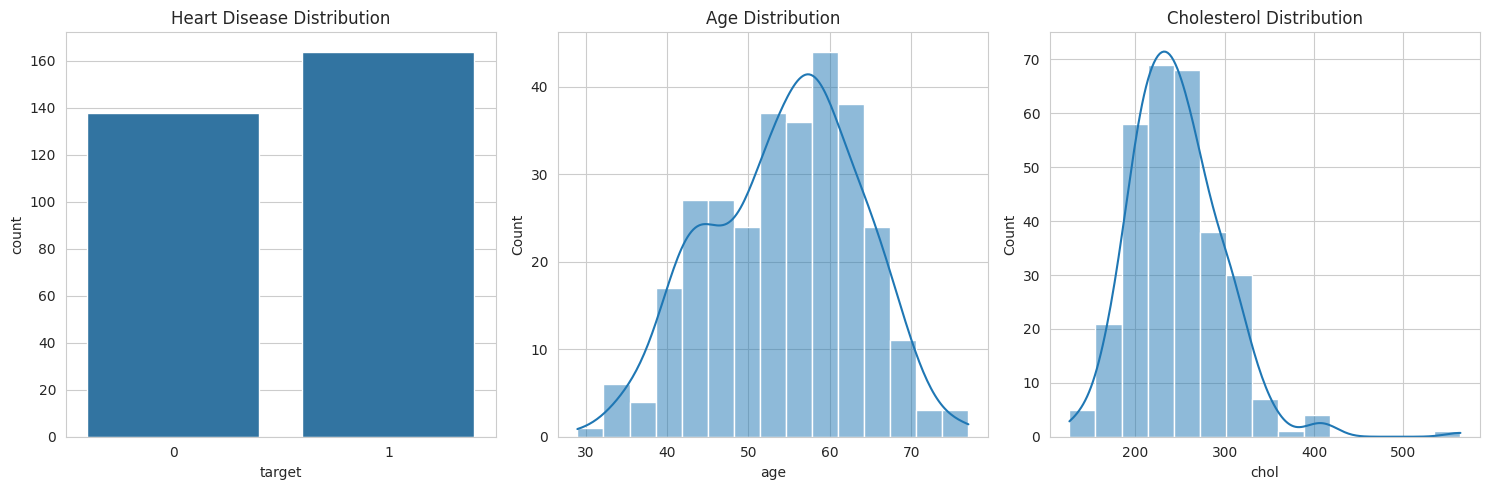 Heart Disease Distribution
160
140
120
100
80
60
40
20
0
count
0 1
target
Age Distribution
40
30
20
10
0
Count
30 40 50 60 70
age
Cholesterol Distribution
70
60
50
40
30
20
10
0
Count
200 300 400 500
chol